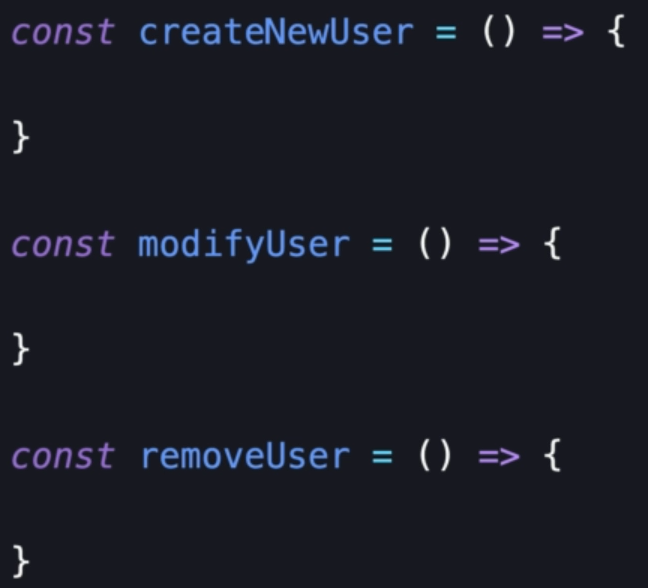 const createNewUser = () => {
}
const modifyUser = () => {
}
const removeUser = () => {
}